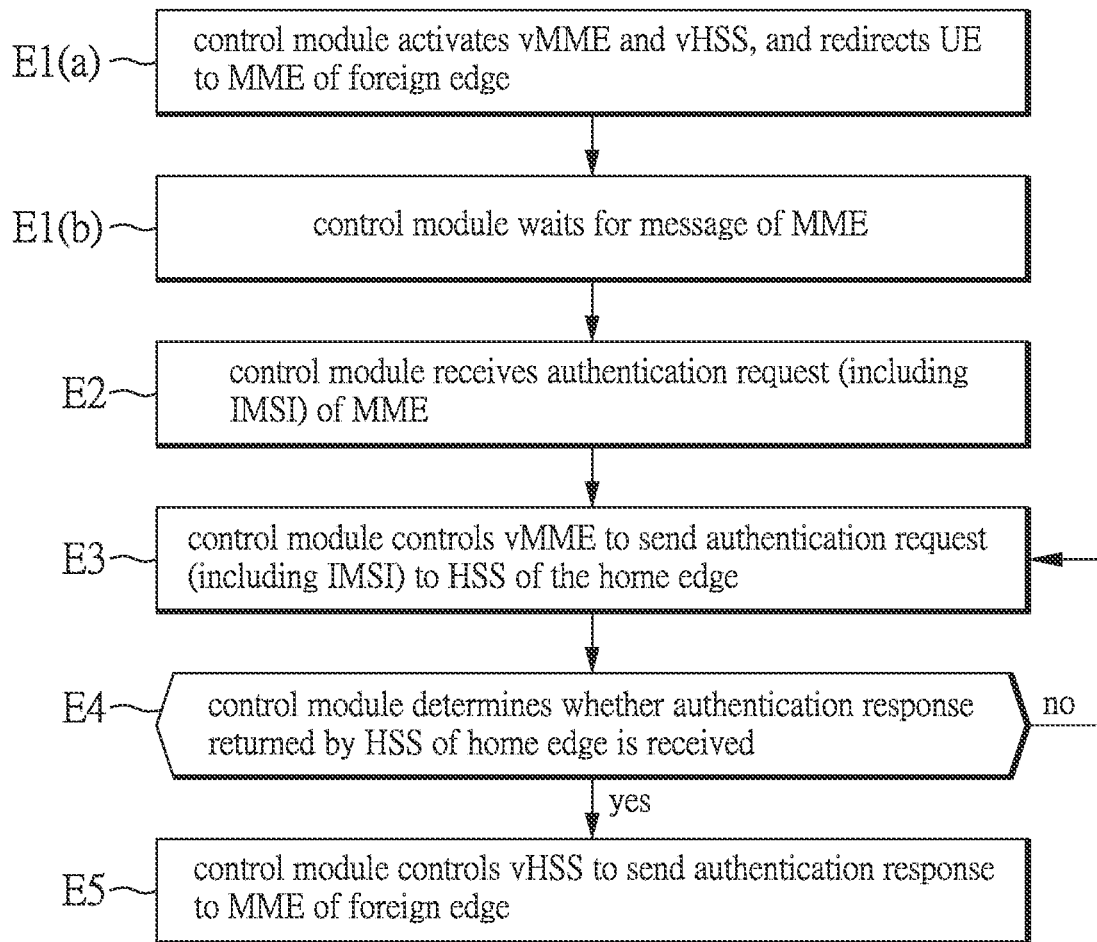 control module activates vMME and vHSS, and redirects UE
to MME of foreign edge
E1(a)
control module waits for message of MME
E1(b)
control module receives authentication request (including
IMSI) of MME
E2
control module controls vMME to send authentication request
(including IMSI) to HSS of the home edge
E3
control module determines whether authentication response
returned by HSS of home edge is received
E4
no
yes
control module controls vHSS to send authentication response
to MME of foreign edge
E5